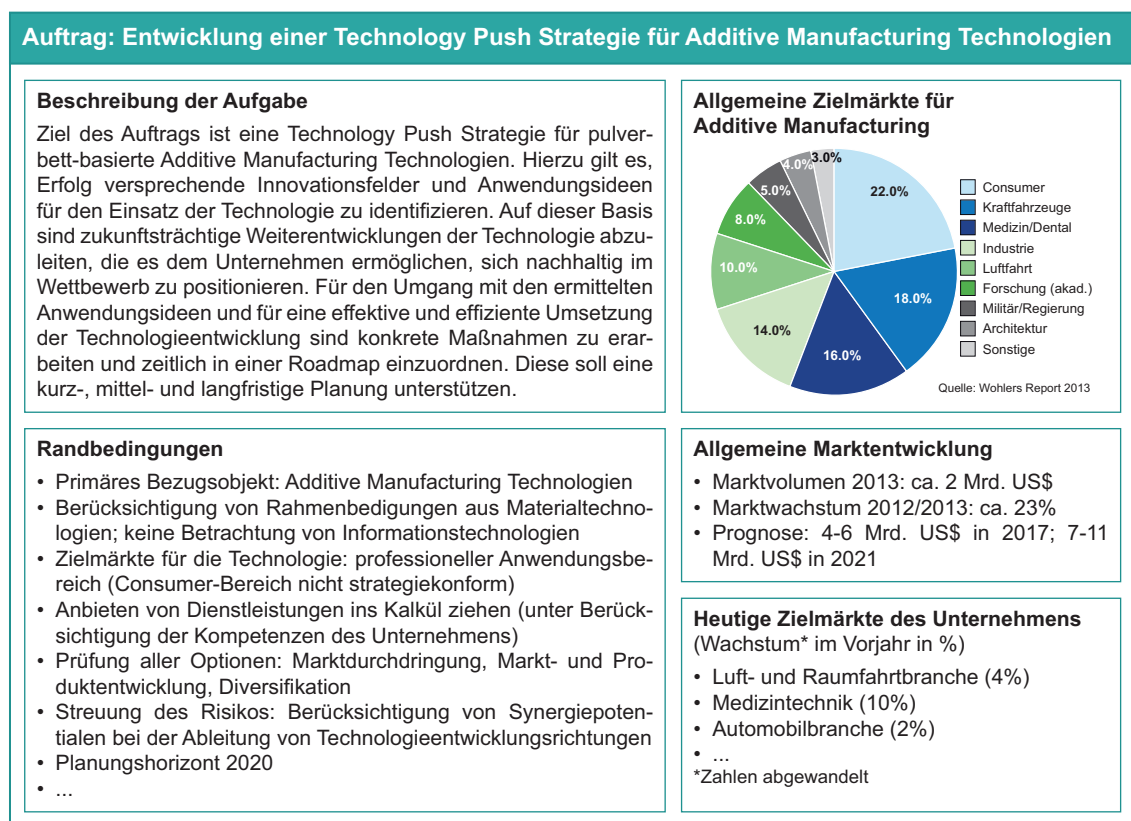 Auftrag: Entwicklung einer Technology Push Strategie für Additive Manufacturing Technologien
Beschreibung der Aufgabe
Ziel des Auftrags ist eine Technology Push Strategie für pulver-
bett-basierte Additive Manufacturing Technologien. Hierzu gilt es,
Erfolg versprechende Innovationsfelder und Anwendungsideen
für den Einsatz der Technologie zu identifizieren. Auf dieser Basis
sind zukunftsträchtige Weiterentwicklungen der Technologie abzu-
leiten, die es dem Unternehmen ermöglichen, sich nachhaltig im
Wettbewerb zu positionieren. Für den Umgang mit den ermittelten
Anwendungsideen und für eine effektive und effiziente Umsetzung
der Technologieentwicklung sind konkrete Maßnahmen zu erar-
beiten und zeitlich in einer Roadmap einzuordnen. Diese soll eine
kurz-, mittel- und langfristige Planung unterstützen.
Allgemeine Zielmärkte für
Additive Manufacturing
22.0%
18.0%
16.0%
14.0%
10.0%
8.0%
5.0%
4.0%
3.0%
Consumer
Kraftfahrzeuge
Medizin/Dental
Industrie
Luftfahrt
Forschung (akad.)
Militär/Regierung
Architektur
Sonstige
Quelle: Wohlers Report 2013
Randbedingungen
• Primäres Bezugsobjekt: Additive Manufacturing Technologien
• Berücksichtigung von Rahmenbedigungen aus Materialtechno-
logien; keine Betrachtung von Informationstechnologien
• Zielmärkte für die Technologie: professioneller Anwendungsbe-
reich (Consumer-Bereich nicht strategiekonform)
• Anbieten von Dienstleistungen ins Kalkül ziehen (unter Berück-
sichtigung der Kompetenzen des Unternehmens)
• Prüfung aller Optionen: Marktdurchdringung, Markt- und Pro-
duktentwicklung, Diversifikation
• Streuung des Risikos: Berücksichtigung von Synergiepoten-
tialen bei der Ableitung von Technologieentwicklungsrichtungen
• Planungshorizont 2020
• ...
Allgemeine Marktentwicklung
• Marktvolumen 2013: ca. 2 Mrd. US$
• Marktwachstum 2012/2013: ca. 23%
• Prognose: 4-6 Mrd. US$ in 2017; 7-11
Mrd. US$ in 2021
Heutige Zielmärkte des Unternehmens
(Wachstum* im Vorjahr in %)
• Luft- und Raumfahrtbranche (4%)
• Medizintechnik (10%)
• Automobilbranche (2%)
• ...
*Zahlen abgewandelt